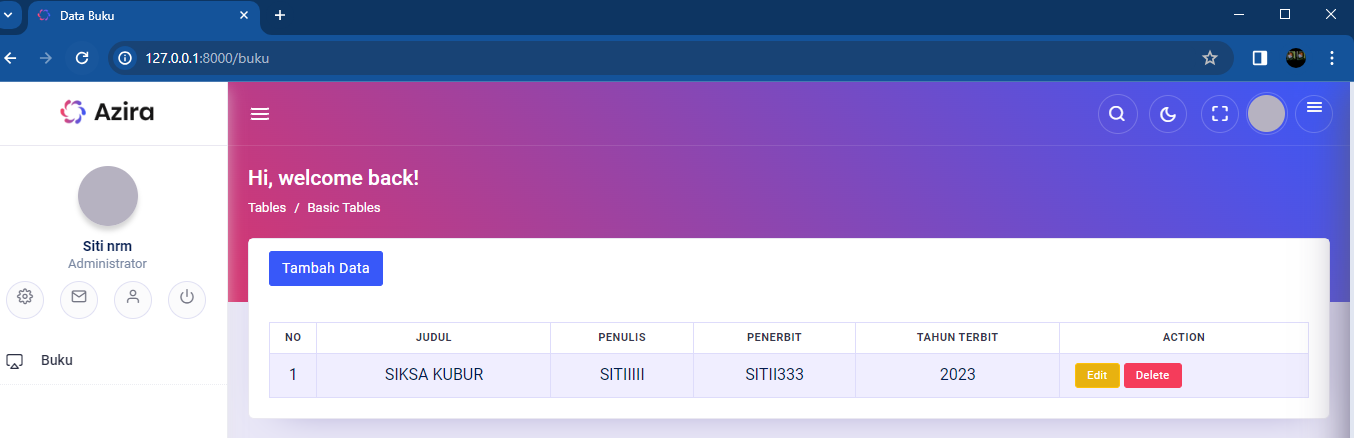 Data Buku
127.0.0.1:8000/buku
Azira
Hi, welcome back!
Tables / Basic Tables
Siti nrm
Administrator
Buku
Tambah Data
NO JUDUL PENULIS PENERBIT TAHUN TERBIT ACTION
1 SIKSA KUBUR SITIIIII SITII333 2023 Edit Delete